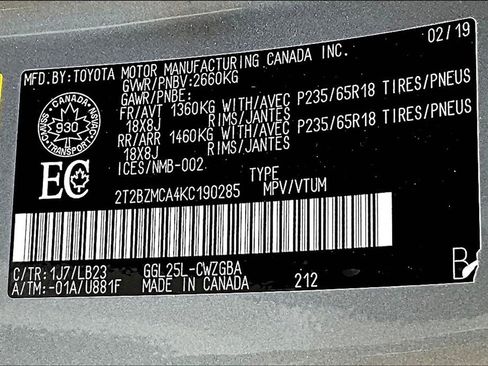 MFD.BY:TOYOTA MOTOR MANUFACTURING CANADA INC. 02/19
GVWR/PNBV:2660KG
GAWR/PNBE:
FR/AVT 1360KG WITH/AVEC P235/65R18 TIRES/PNEUS
18X8J RIMS/JANTES
RR/ARR 1460KG WITH/AVEC P235/65R18 TIRES/PNEUS
18X8J RIMS/JANTES
ICES/NMB-002
CANADA
930
TRANSPORT
EC
TYPE
2T2BZMCA4KC190285 MPV/VTUM
C/TR:1J7/LB23 GGL25L-CWZGBA
A/TM:-01A/U881F MADE IN CANADA 212
B